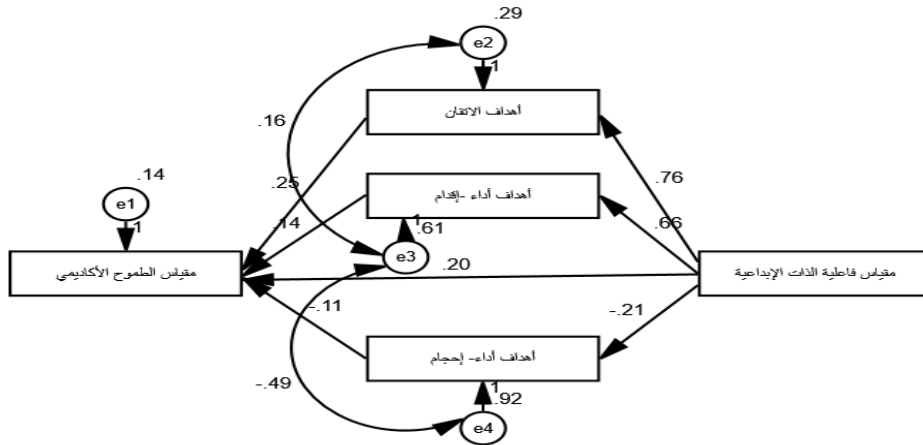 .29
e2
1
أهداف الاتقان
.16
.14
.25
.76
e1
أهداف أداء -إقدام
1
.14
1
.61
.66
e3
مقياس الطموح الأكاديمي
.20
مقياس فاعلية الذات الإبداعية
-.11
-.21
أهداف أداء- إحجام
-.49
1
.92
e4